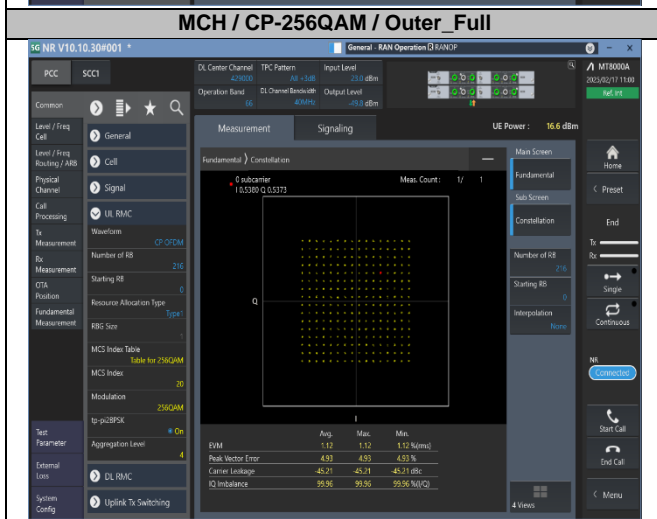 MCH / CP-256QAM / Outer_Full
SG NR V10.10.30#001 *
General - RAN Operation RANOP
PCC
SCC1
DL Center Channel
429000
TPC Pattern
All +3dB
Input Level
23.0 dBm
Operation Band
66
DL Channel Bandwidth
40MHz
Output Level
-49.8 dBm
MT8000A
2023/02/17 11:00
Ref. Int
Common
Level / Freq
Cell
Level / Freq
Routing / ARB
Physical
Channel
Call
Processing
Tx
Measurement
Rx
Measurement
OTA
Position
Fundamental
Measurement
Test
Parameter
External
Loss
System
Config
General
Cell
Signal
UL RMC
Waveform
CP OFDM
Number of RB
216
Starting RB
0
Resource Allocation Type
Type1
RBG Size
1
MCS Index Table
Table for 256QAM
MCS Index
20
Modulation
256QAM
tp-pi2BPSK
On
Aggregation Level
4
DL RMC
Uplink Tx Switching
Measurement
Signaling
UE Power : 16.6 dBm
Fundamental Constellation
0 subcarrier
I 0.5380 Q 0.5373
Meas. Count : 1/ 1
Q
I
Avg. Max. Min.
EVM 1.12 1.12 1.12 %(rms)
Peak Vector Error 4.93 4.93 4.93 %
Carrier Leakage -45.21 -45.21 -45.21 dBc
IQ Imbalance 99.96 99.96 99.96 %(I/Q)
Main Screen
Fundamental
Sub Screen
Constellation
Number of RB
216
Starting RB
0
Interpolation
None
4 Views
Home
Preset
End
Tx
Rx
Single
Continuous
NR
Connected
Start Call
End Call
Menu